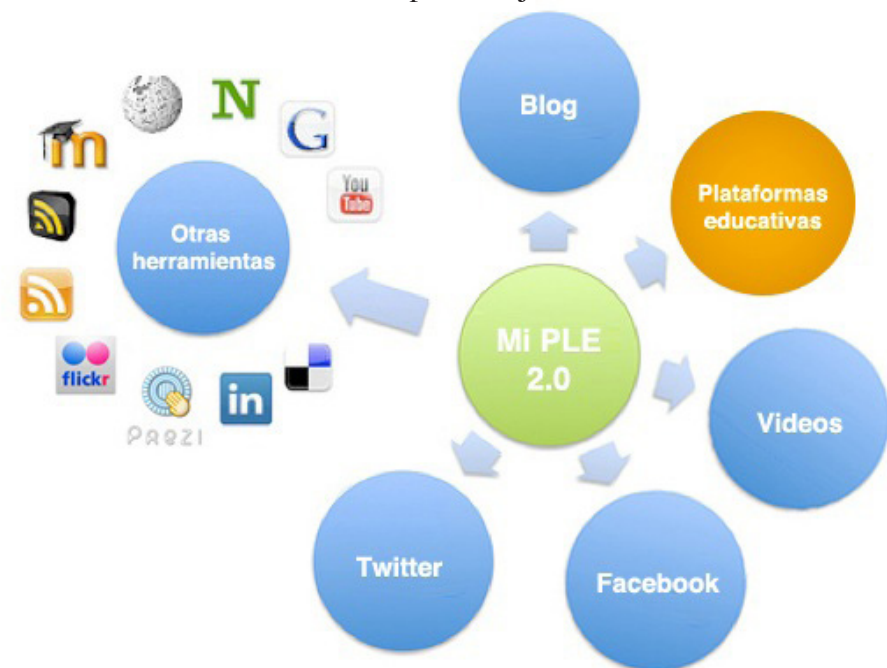 Blog
Plataformas
educativas
Mi PLE
2.0
Videos
Facebook
Twitter
Otras
herramientas
m
N
G
You
Tube
flickr
PREZI
in